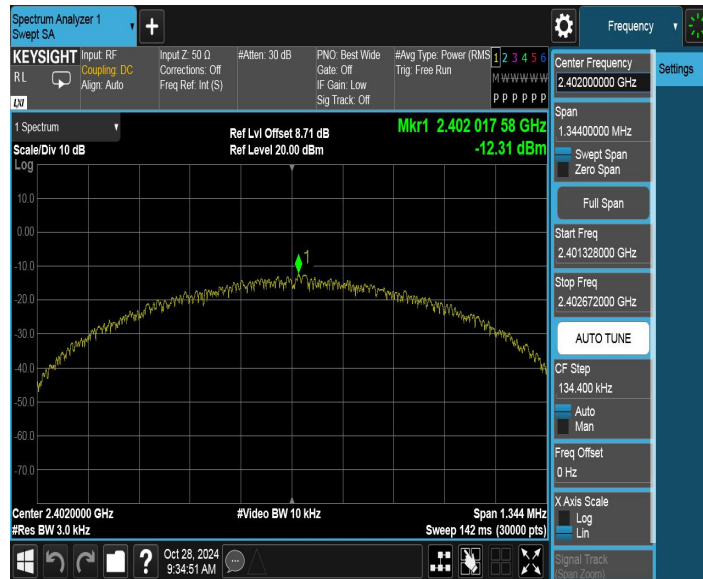 Spectrum Analyzer 1
Swept SA
Frequency
KEYSIGHT
RL
LXI
Input: RF
Coupling: DC
Align: Auto
Input Z: 50 Ω
Corrections: Off
Freq Ref: Int (S)
#Atten: 30 dB
PNO: Best Wide
Gate: Off
IF Gain: Low
Sig Track: Off
#Avg Type: Power (RMS
Trig: Free Run
1 2 3 4 5 6
M W W W W W
P P P P P P
Center Frequency
2.402000000 GHz
Settings
Span
1.34400000 MHz
Swept Span
Zero Span
Full Span
Start Freq
2.401328000 GHz
Stop Freq
2.402672000 GHz
AUTO TUNE
CF Step
134.400 kHz
Auto
Man
Freq Offset
0 Hz
X Axis Scale
Log
Lin
Signal Track
(Span Zoom)
1 Spectrum
Scale/Div 10 dB
Log
Ref Lvl Offset 8.71 dB
Ref Level 20.00 dBm
Mkr1 2.402 017 58 GHz
-12.31 dBm
10.0
0.00
-10.0
-20.0
-30.0
-40.0
-50.0
-60.0
-70.0
1
Center 2.4020000 GHz
#Res BW 3.0 kHz
#Video BW 10 kHz
Span 1.344 MHz
Sweep 142 ms (30000 pts)
?
Oct 28, 2024
9:34:51 AM